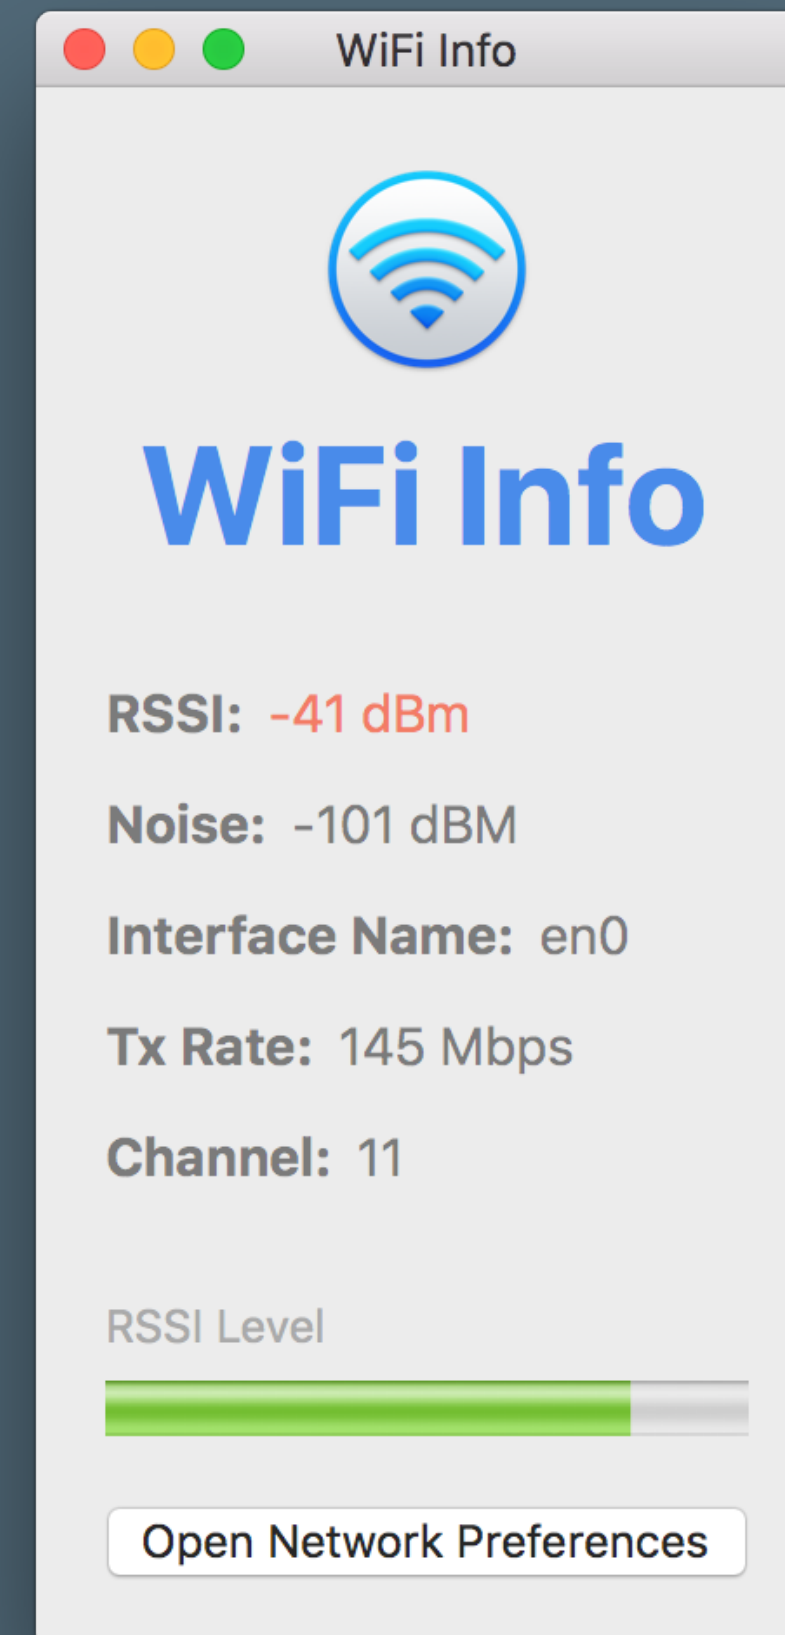 WiFi Info
WiFi Info
RSSI: -41 dBm
Noise: -101 dBM
Interface Name: en0
Tx Rate: 145 Mbps
Channel: 11
RSSI Level
Open Network Preferences